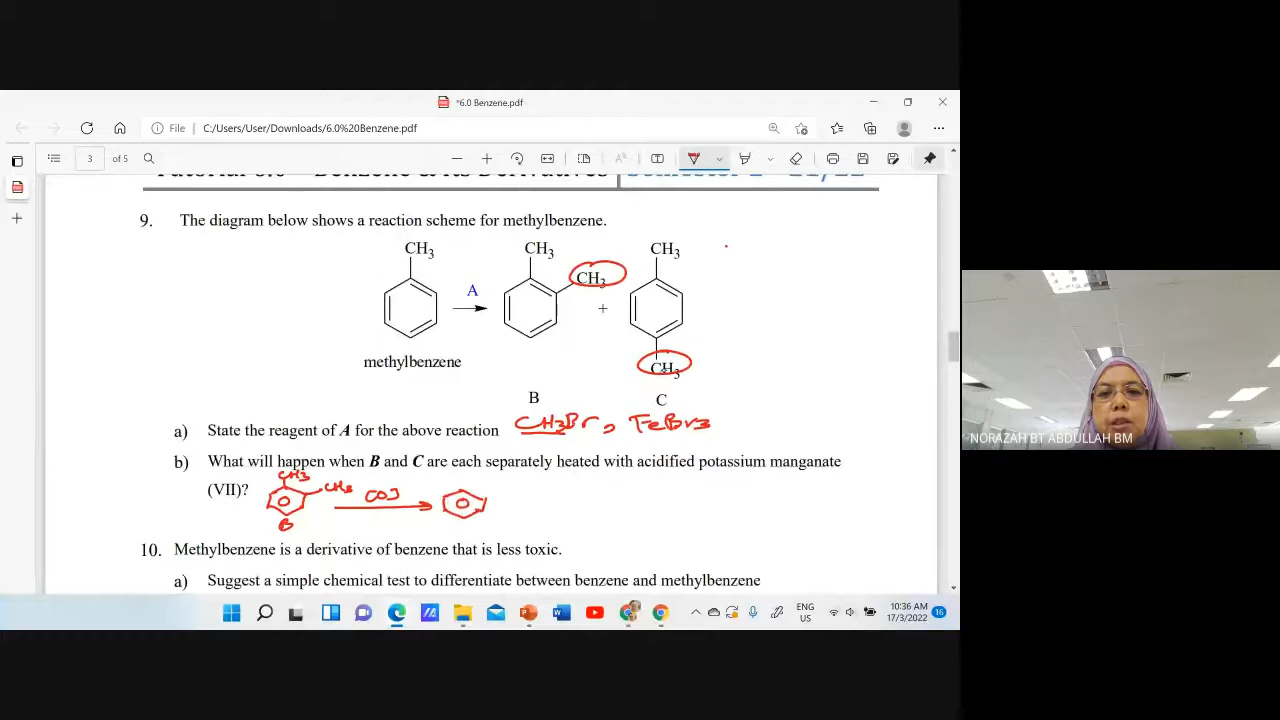 *6.0 Benzene.pdf
File C:/Users/User/Downloads/6.0%20Benzene.pdf
3 of 5
9. The diagram below shows a reaction scheme for methylbenzene.
CH3 CH3 CH3
CH3
A
+
methylbenzene
CH3
B C
a) State the reagent of A for the above reaction CH3Br, FeBr3
b) What will happen when B and C are each separately heated with acidified potassium manganate
(VII)?
CH3
CH3
[O]
B
10. Methylbenzene is a derivative of benzene that is less toxic.
a) Suggest a simple chemical test to differentiate between benzene and methylbenzene
NORAZAH BT ABDULLAH BM
ENG
US
10:36 AM
17/3/2022
16